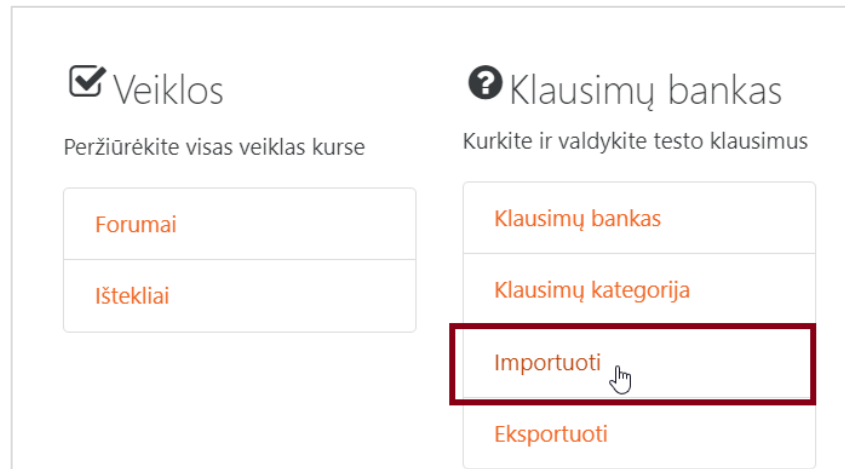 Veiklos
Peržiūrėkite visas veiklas kurse
Forumai
Ištekliai
Klausimų bankas
Kurkite ir valdykite testo klausimus
Klausimų bankas
Klausimų kategorija
Importuoti
Eksportuoti